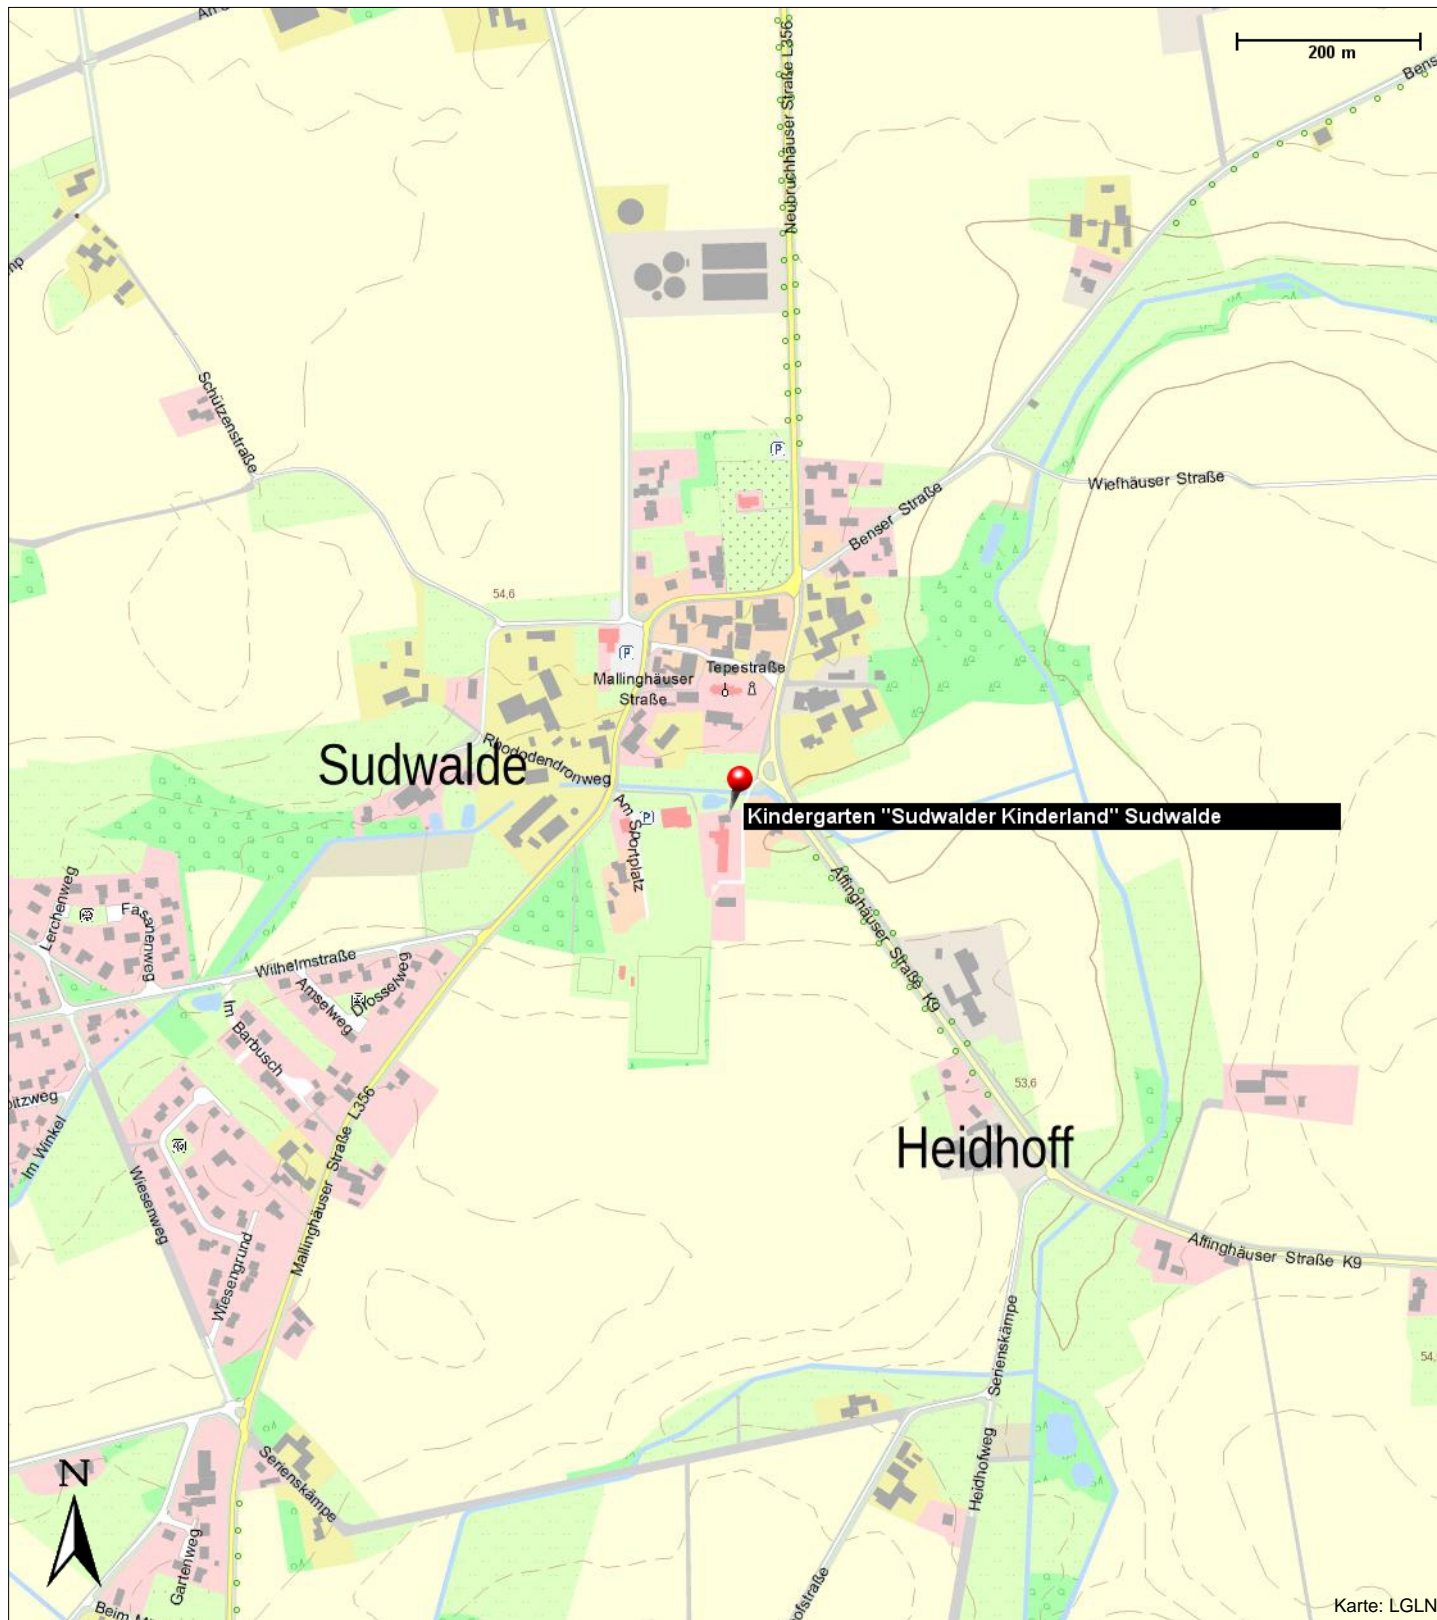 200 m
Neubruchhäuser Straße L356
Schützenstraße
Wiefhäuser Straße
Benser Straße
54,6
P
P
Tepestraße
Mallinghäuser
Straße
Rhododendronweg
Sudwalde
Am Sportplatz
P
Kindergarten "Sudwalder Kinderland" Sudwalde
Affinghäuser Straße K9
Lerchenweg
Fasanenweg
Wilhelmstraße
Amselweg
Drosselweg
Im Barbusch
Im Winkel
Wiesenweg
Wiesengrund
Mallinghäuser Straße L356
53,6
Heidhoff
Affinghäuser Straße K9
Serienskämpe
Heidhofweg
Serienskämpe
N
Gartenweg
Karte: LGLN